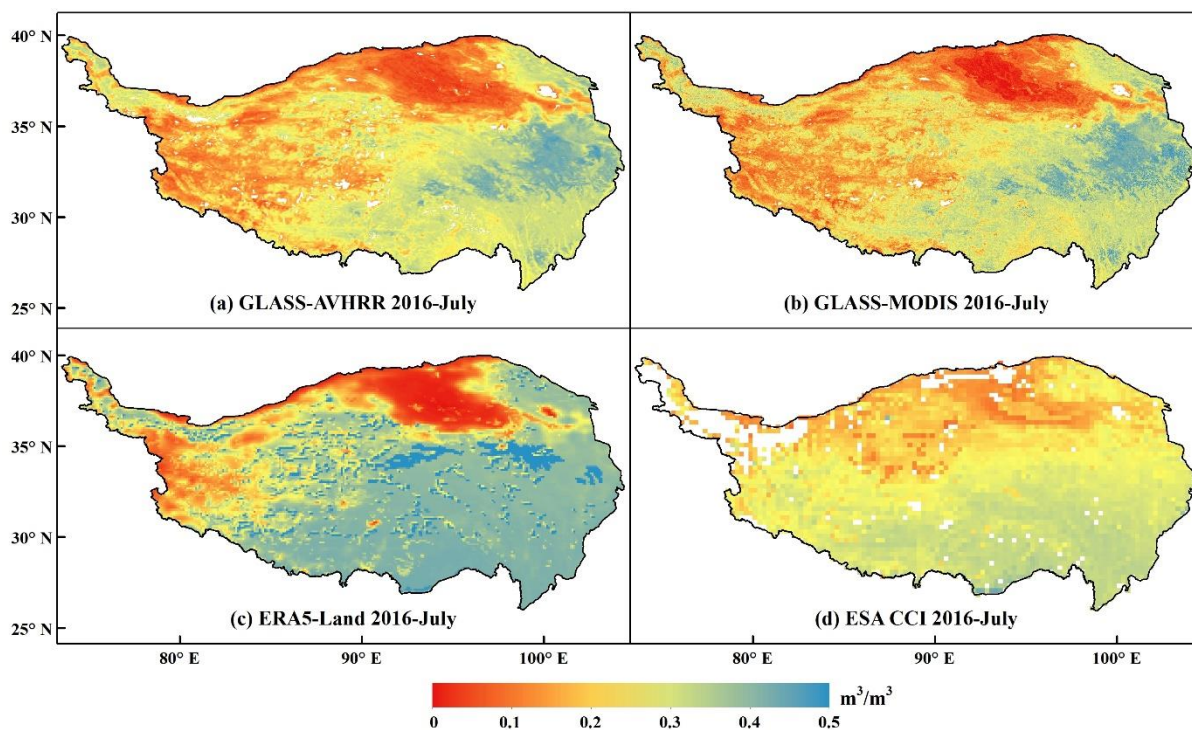 40° N
35° N
30° N
25° N
(a) GLASS-AVHRR 2016-July
(b) GLASS-MODIS 2016-July
40° N
35° N
30° N
25° N
(c) ERA5-Land 2016-July
(d) ESA CCI 2016-July
80° E 90° E 100° E 80° E 90° E 100° E
m³/m³
0 0.1 0.2 0.3 0.4 0.5